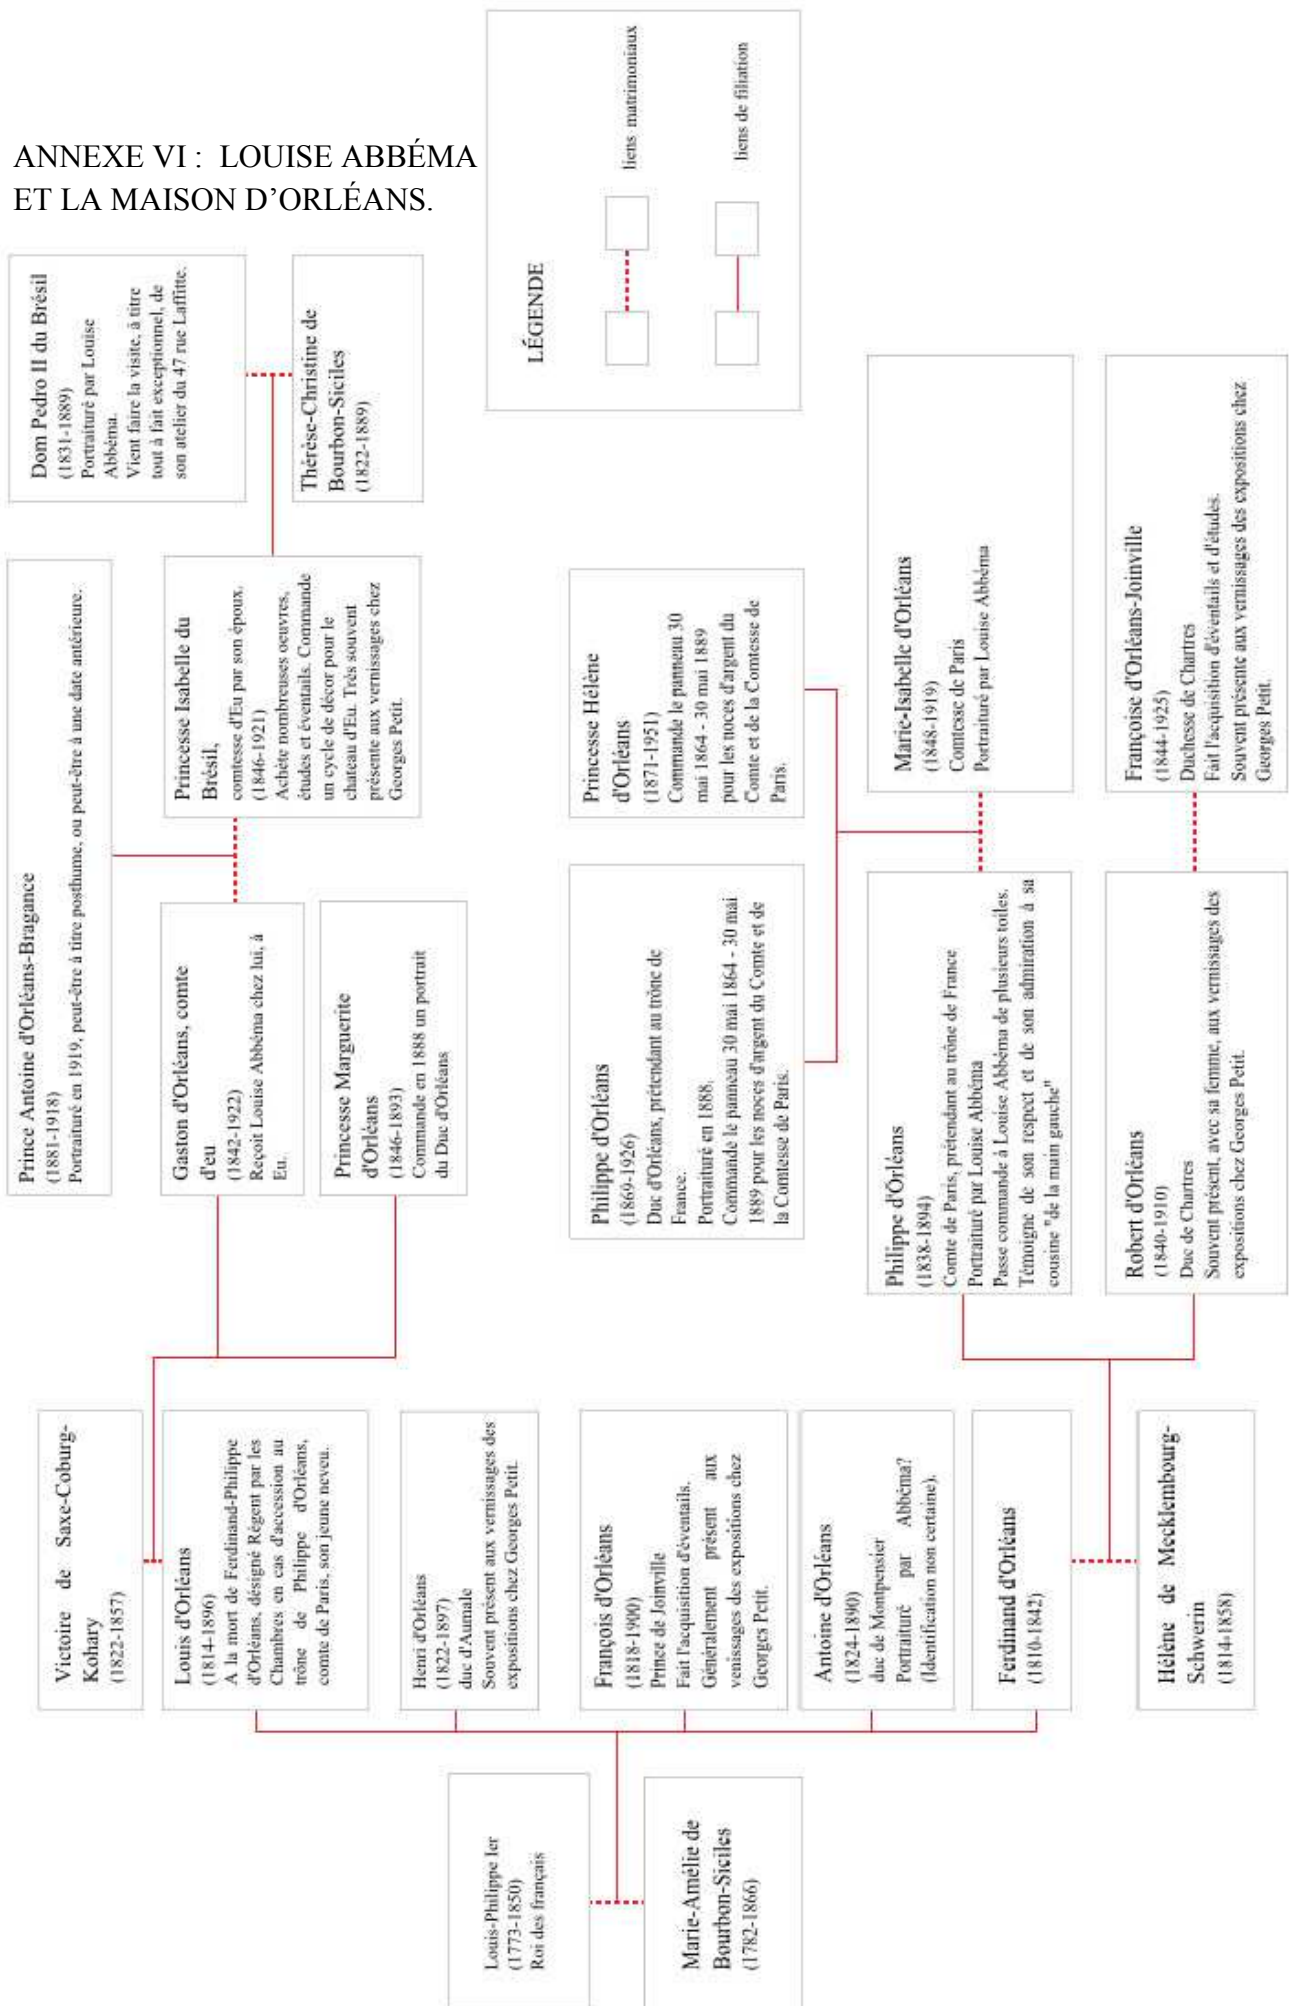 ANNEXE VI : LOUISE ABBÉMA
ET LA MAISON D'ORLÉANS.
Louis-Philippe Ier
(1773-1850)
Roi des français
Marie-Amélie de
Bourbon-Siciles
(1782-1866)
Victoire de Saxe-Coburg-
Kohary
(1822-1857)
Louis d'Orléans
(1814-1896)
A la mort de Ferdinand-Philippe
d'Orléans, désigné Régent par les
Chambres en cas d'accession au
trône de Philippe d'Orléans,
comte de Paris, son jeune neveu.
Henri d'Orléans
(1822-1897)
duc d'Aumale
Souvent présent aux vernissages des
expositions chez Georges Petit.
François d'Orléans
(1818-1900)
Prince de Joinville
Fait l'acquisition d'éventails.
Généralement présent aux
venissages des expositions chez
Georges Petit.
Antoine d'Orléans
(1824-1890)
duc de Montpensier
Portraituré par Abbéma?
(Identification non certaine).
Ferdinand d'Orléans
(1810-1842)
Hélène de Mecklembourg-
Schwerin
(1814-1858)
Prince Antoine d'Orléans-Bragance
(1881-1918)
Portraituré en 1919, peut-être à titre posthume, ou peut-être à une date antérieure.
Gaston d'Orléans, comte
d'eu
(1842-1922)
Reçoit Louise Abbéma chez lui, à
Eu.
Princesse Marguerite
d'Orléans
(1846-1893)
Commande en 1888 un portrait
du Duc d'Orléans
Philippe d'Orléans
(1869-1926)
Duc d'Orléans, prétendant au trône de
France.
Portraituré en 1888.
Commande le panneau 30 mai 1864 - 30 mai
1889 pour les noces d'argent du Comte et de
la Comtesse de Paris.
Philippe d'Orléans
(1838-1894)
Comte de Paris, prétendant au trône de France
Portraituré par Louise Abbéma
Passe commande à Louise Abbéma de plusieurs toiles.
Témoigne de son respect et de son admiration à sa
cousine "de la main gauche"
Robert d'Orléans
(1840-1910)
Duc de Chartres
Souvent présent, avec sa femme, aux vernissages des
expositions chez Georges Petit.
Princesse Isabelle du
Brésil,
comtesse d'Eu par son époux.
(1846-1921)
Achète nombreuses oeuvres,
études et éventails. Commande
un cycle de décor pour le
chateau d'Eu. Très souvent
présente aux vernissages chez
Georges Petit.
Princesse Hélène
d'Orléans
(1871-1951)
Commande le panneau 30
mai 1864 - 30 mai 1889
pour les noces d'argent du
Comte et de la Comtesse de
Paris.
Marie-Isabelle d'Orléans
(1848-1919)
Comtesse de Paris
Portraituré par Louise Abbéma
Françoise d'Orléans-Joinville
(1844-1925)
Duchesse de Chartres
Fait l'acquisition d'éventails et d'études.
Souvent présente aux vernissages des expositions chez
Georges Petit.
Dom Pedro II du Brésil
(1831-1889)
Portraituré par Louise
Abbéma.
Vient faire la visite, à titre
tout à fait exceptionnel, de
son atelier du 47 rue Laffitte.
Thérèse-Christine de
Bourbon-Siciles
(1822-1889)
LÉGENDE
liens matrimoniaux
liens de filiation